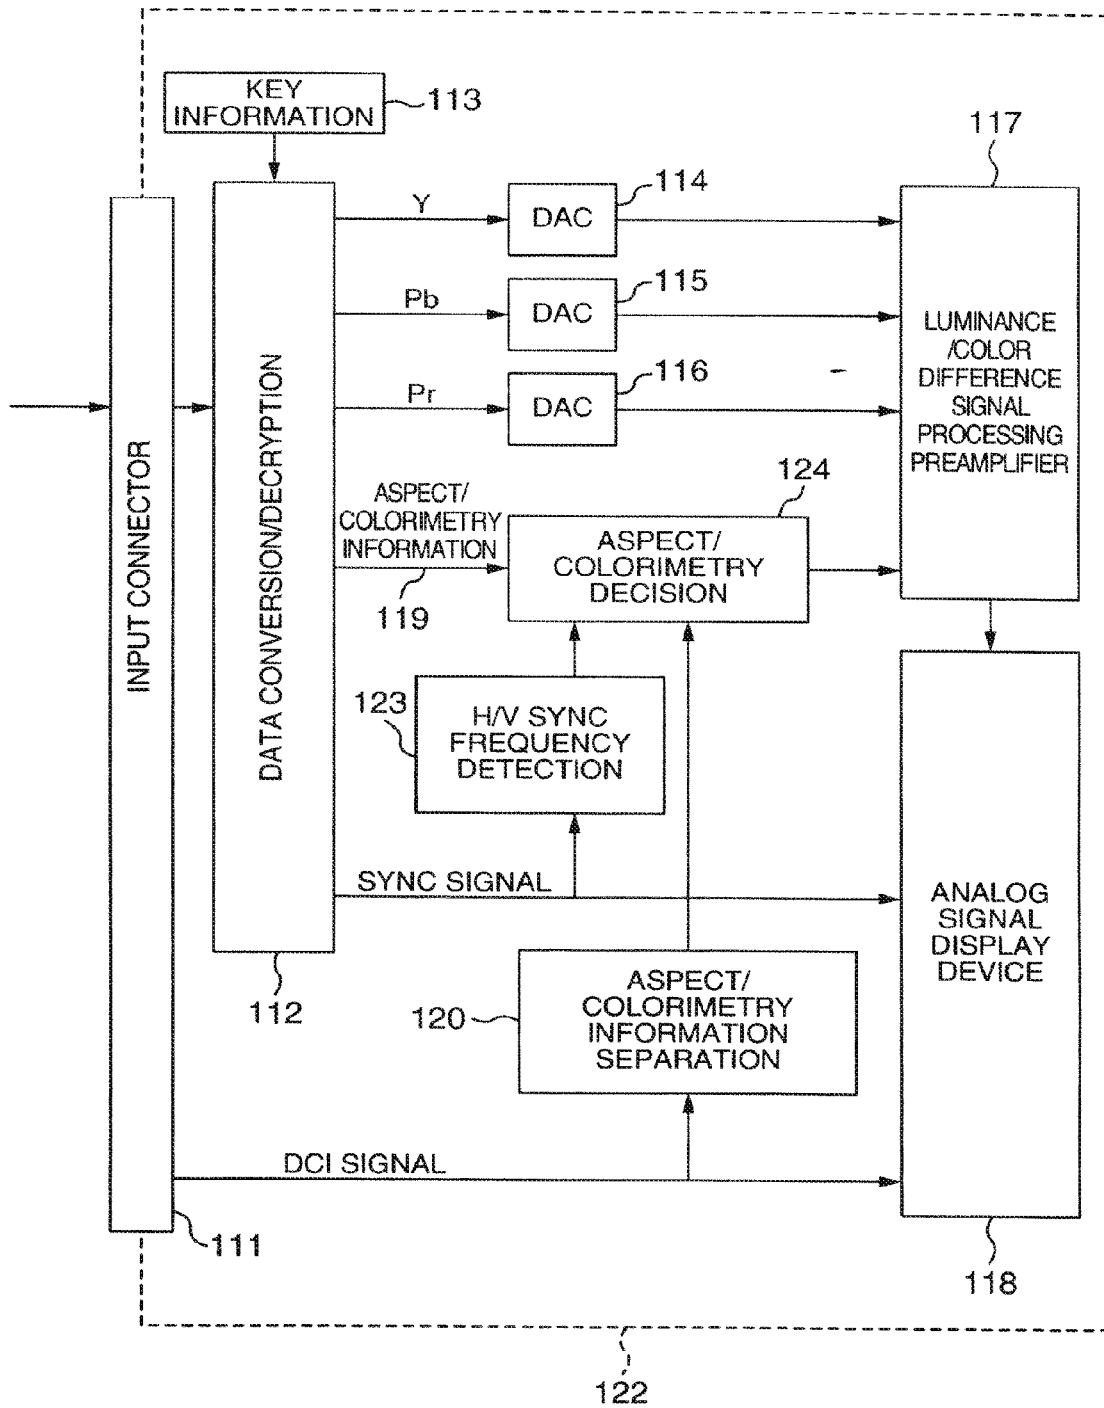 KEY
INFORMATION
113
117
114
Y
DAC
115
Pb
DAC
116
Pr
DAC
LUMINANCE
/COLOR
DIFFERENCE
SIGNAL
PROCESSING
PREAMPLIFIER
INPUT CONNECTOR
DATA CONVERSION/DECRYPTION
124
ASPECT/
COLORIMETRY
INFORMATION
119
ASPECT/
COLORIMETRY
DECISION
123
H/V SYNC
FREQUENCY
DETECTION
SYNC SIGNAL
ANALOG
SIGNAL
DISPLAY
DEVICE
112
120
ASPECT/
COLORIMETRY
INFORMATION
SEPARATION
DCI SIGNAL
111
118
122